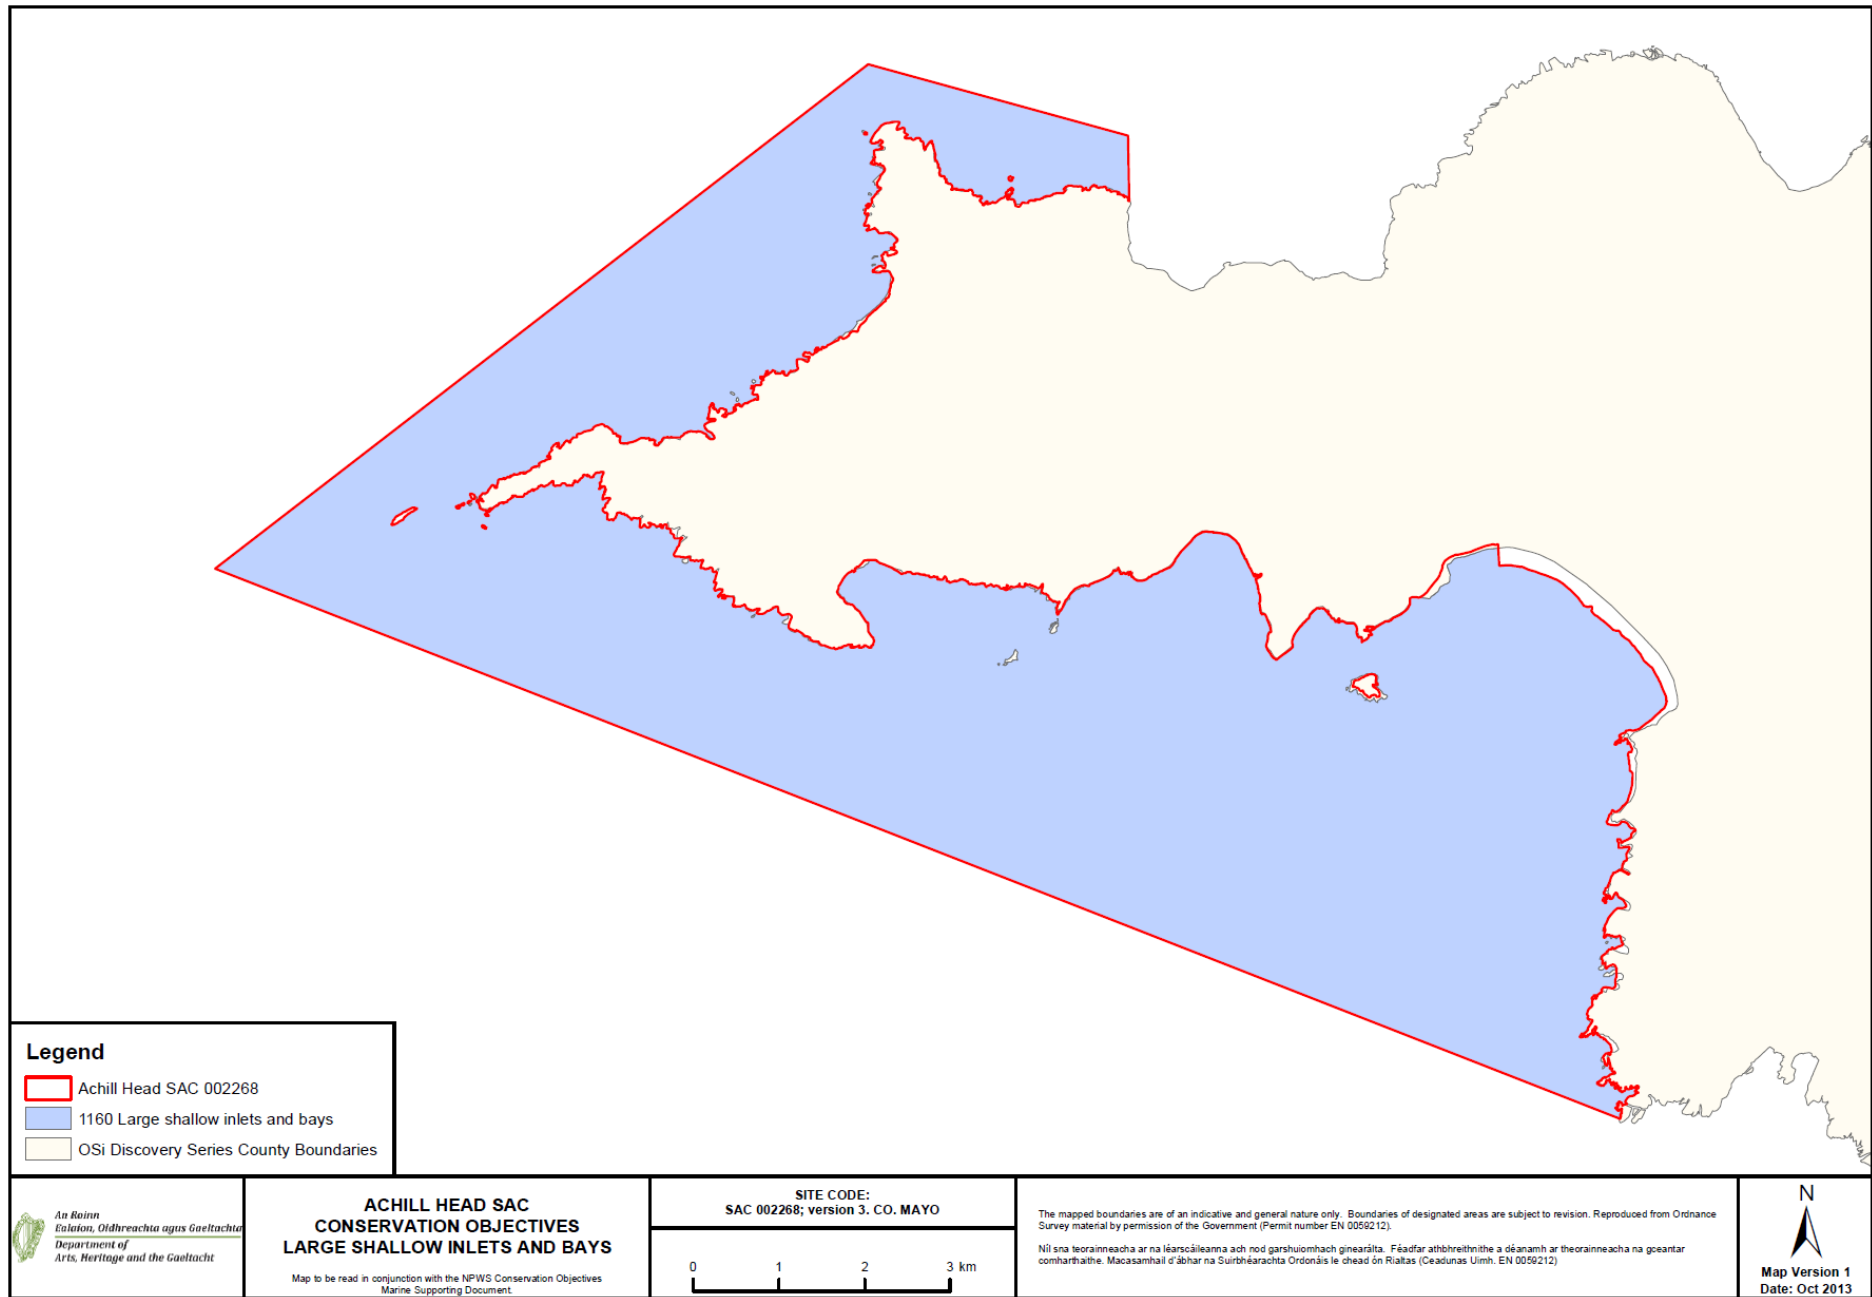 Legend
Achill Head SAC 002268
1160 Large shallow inlets and bays
OSi Discovery Series County Boundaries
An Roinn
Ealaíon, Oidhreachta agus Gaeltachta
Department of
Arts, Heritage and the Gaeltacht
ACHILL HEAD SAC
CONSERVATION OBJECTIVES
LARGE SHALLOW INLETS AND BAYS
Map to be read in conjunction with the NPWS Conservation Objectives
Marine Supporting Document.
SITE CODE:
SAC 002268; version 3. CO. MAYO
0 1 2 3 km
The mapped boundaries are of an indicative and general nature only. Boundaries of designated areas are subject to revision. Reproduced from Ordnance
Survey material by permission of the Government (Permit number EN 0059212).
Níl sna teorainneacha ar na léarscáileanna ach nod garshuiomhach ginearálta. Féadfar athbhreithnithe a déanamh ar theorainneacha na gceantar
comharthaithe. Macasamhail d'ábhar na Suirbhéarachta Ordonáis le chead ón Rialtas (Ceadunas Uimh. EN 0059212)
N
Map Version 1
Date: Oct 2013